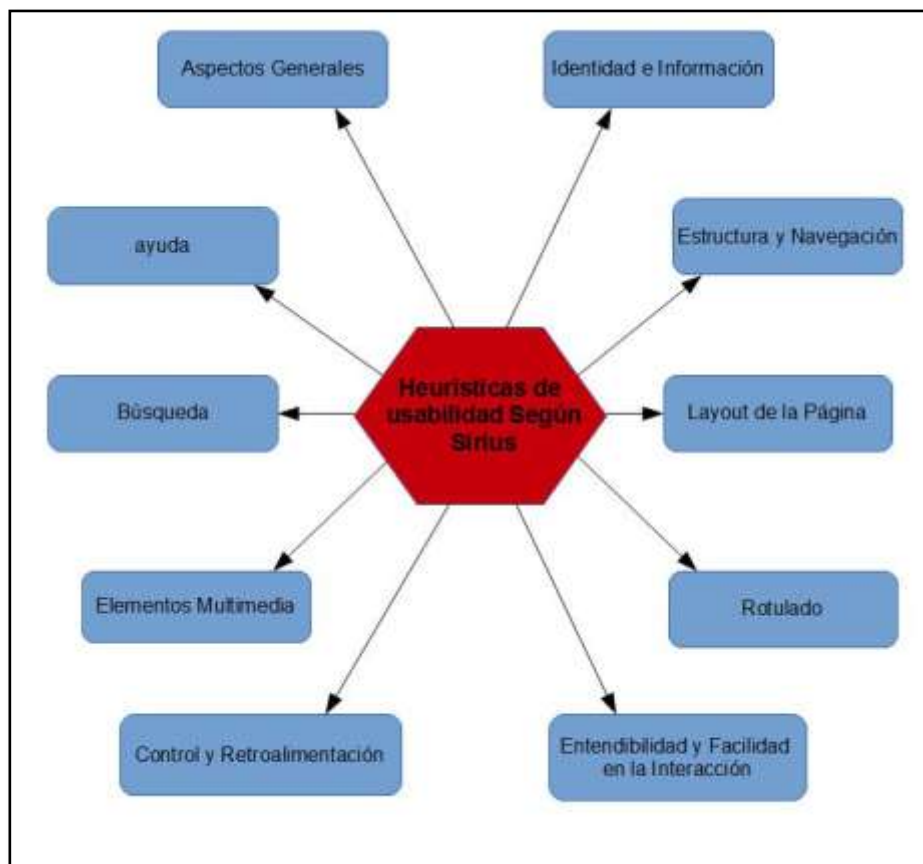 Aspectos Generales
Identidad e Información
ayuda
Estructura y Navegación
Heurísticas de
usabilidad Según
Sirius
Búsqueda
Layout de la Página
Elementos Multimedia
Rotulado
Control y Retroalimentación
Entendibilidad y Facilidad
en la Interacción